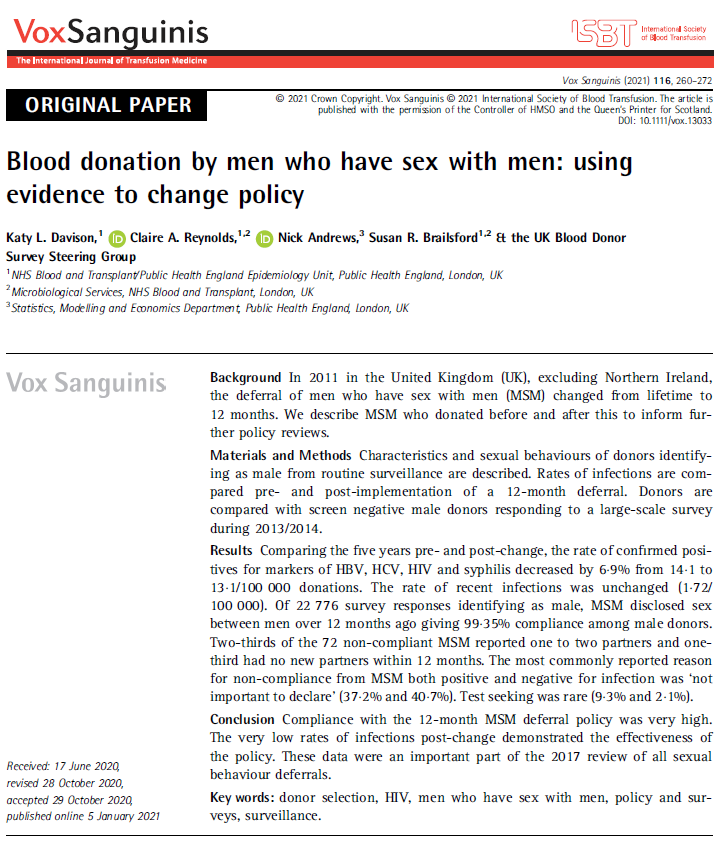 VoxSanguinis
The International Journal of Transfusion Medicine
ISBT International Society
of Blood Transfusion
Vox Sanguinis (2021) 116, 260–272
ORIGINAL PAPER
© 2021 Crown Copyright. Vox Sanguinis © 2021 International Society of Blood Transfusion. The article is
published with the permission of the Controller of HMSO and the Queen's Printer for Scotland.
DOI: 10.1111/vox.13033
Blood donation by men who have sex with men: using
evidence to change policy
Katy L. Davison,1 iD Claire A. Reynolds,1,2 iD Nick Andrews,3 Susan R. Brailsford1,2 & the UK Blood Donor
Survey Steering Group
1NHS Blood and Transplant/Public Health England Epidemiology Unit, Public Health England, London, UK
2Microbiological Services, NHS Blood and Transplant, London, UK
3Statistics, Modelling and Economics Department, Public Health England, London, UK
Vox Sanguinis
Background In 2011 in the United Kingdom (UK), excluding Northern Ireland,
the deferral of men who have sex with men (MSM) changed from lifetime to
12 months. We describe MSM who donated before and after this to inform fur-
ther policy reviews.
Materials and Methods Characteristics and sexual behaviours of donors identify-
ing as male from routine surveillance are described. Rates of infections are com-
pared pre- and post-implementation of a 12-month deferral. Donors are
compared with screen negative male donors responding to a large-scale survey
during 2013/2014.
Results Comparing the five years pre- and post-change, the rate of confirmed posi-
tives for markers of HBV, HCV, HIV and syphilis decreased by 6·9% from 14·1 to
13·1/100 000 donations. The rate of recent infections was unchanged (1·72/
100 000). Of 22 776 survey responses identifying as male, MSM disclosed sex
between men over 12 months ago giving 99·35% compliance among male donors.
Two-thirds of the 72 non-compliant MSM reported one to two partners and one-
third had no new partners within 12 months. The most commonly reported reason
for non-compliance from MSM both positive and negative for infection was 'not
important to declare' (37·2% and 40·7%). Test seeking was rare (9·3% and 2·1%).
Conclusion Compliance with the 12-month MSM deferral policy was very high.
The very low rates of infections post-change demonstrated the effectiveness of
the policy. These data were an important part of the 2017 review of all sexual
behaviour deferrals.
Key words: donor selection, HIV, men who have sex with men, policy and sur-
veys, surveillance.
Received: 17 June 2020,
revised 28 October 2020,
accepted 29 October 2020,
published online 5 January 2021